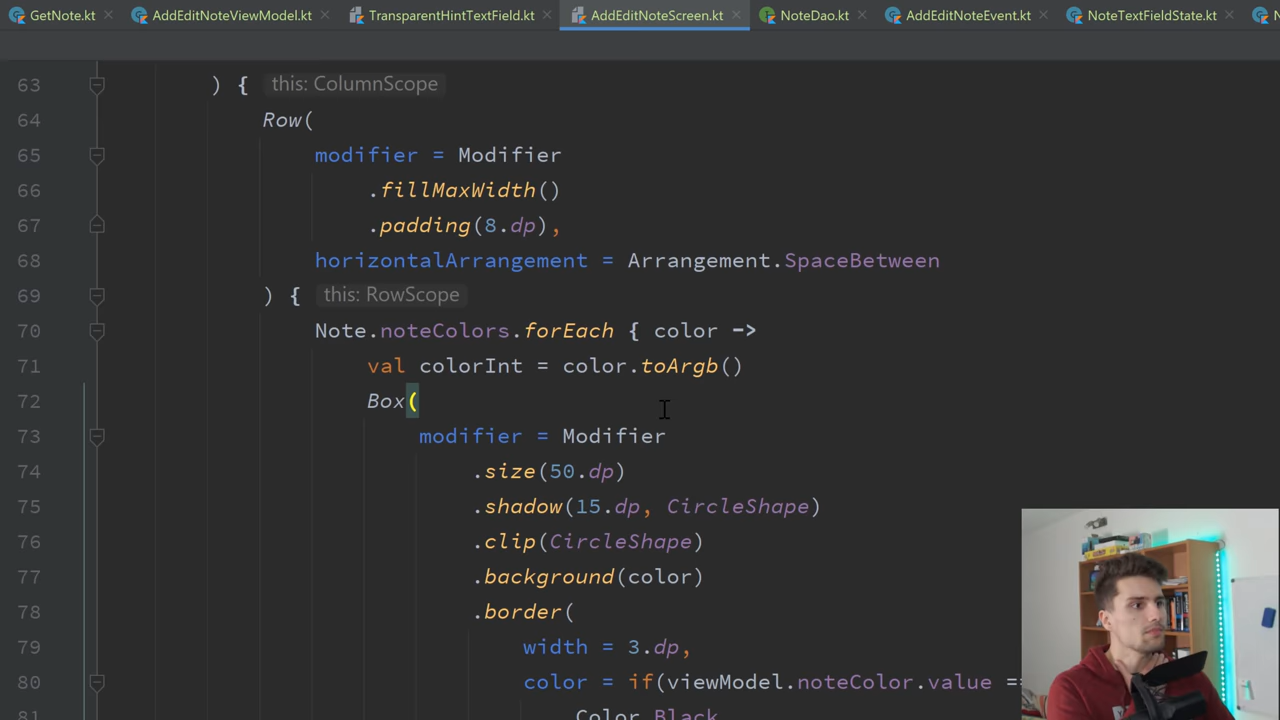 GetNote.kt AddEditNoteViewModel.kt TransparentHintTextField.kt AddEditNoteScreen.kt NoteDao.kt AddEditNoteEvent.kt NoteTextFieldState.kt
63 ) { this: ColumnScope
64 Row(
65 modifier = Modifier
66 .fillMaxWidth()
67 .padding(8.dp),
68 horizontalArrangement = Arrangement.SpaceBetween
69 ) { this: RowScope
70 Note.noteColors.forEach { color ->
71 val colorInt = color.toArgb()
72 Box(
73 modifier = Modifier
74 .size(50.dp)
75 .shadow(15.dp, CircleShape)
76 .clip(CircleShape)
77 .background(color)
78 .border(
79 width = 3.dp,
80 color = if(viewModel.noteColor.value ==
81 Color.Black